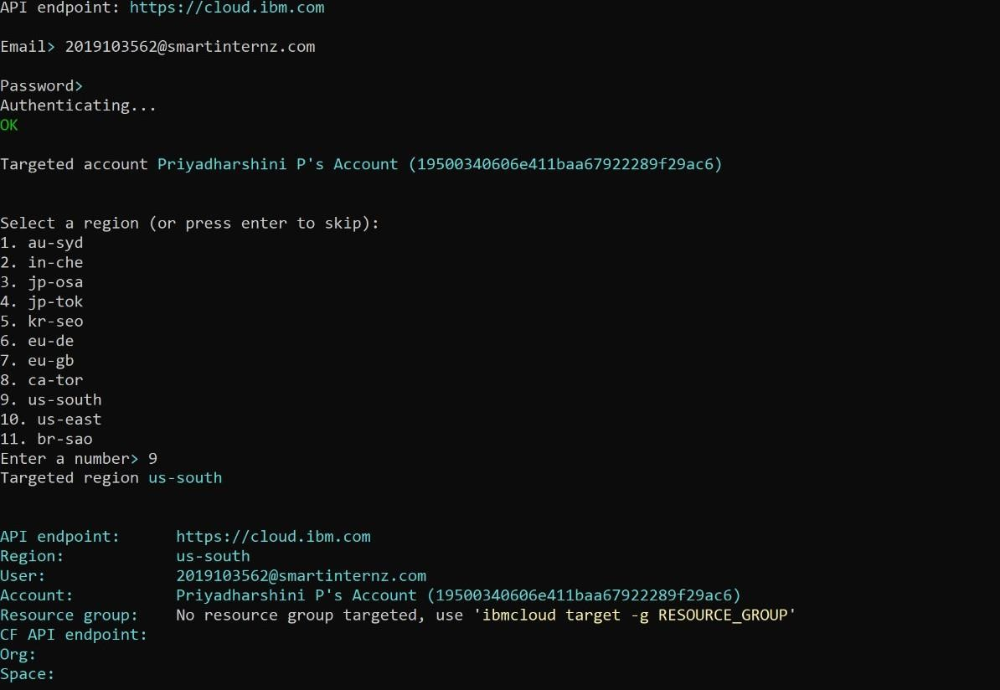 API endpoint: https://cloud.ibm.com
Email> 2019103562@smartinternz.com
Password>
Authenticating...
OK
Targeted account Priyadharshini P's Account (19500340606e411baa67922289f29ac6)
Select a region (or press enter to skip):
1. au-syd
2. in-che
3. jp-osa
4. jp-tok
5. kr-seo
6. eu-de
7. eu-gb
8. ca-tor
9. us-south
10. us-east
11. br-sao
Enter a number> 9
Targeted region us-south
API endpoint: https://cloud.ibm.com
Region: us-south
User: 2019103562@smartinternz.com
Account: Priyadharshini P's Account (19500340606e411baa67922289f29ac6)
Resource group: No resource group targeted, use 'ibmcloud target -g RESOURCE_GROUP'
CF API endpoint:
Org:
Space: